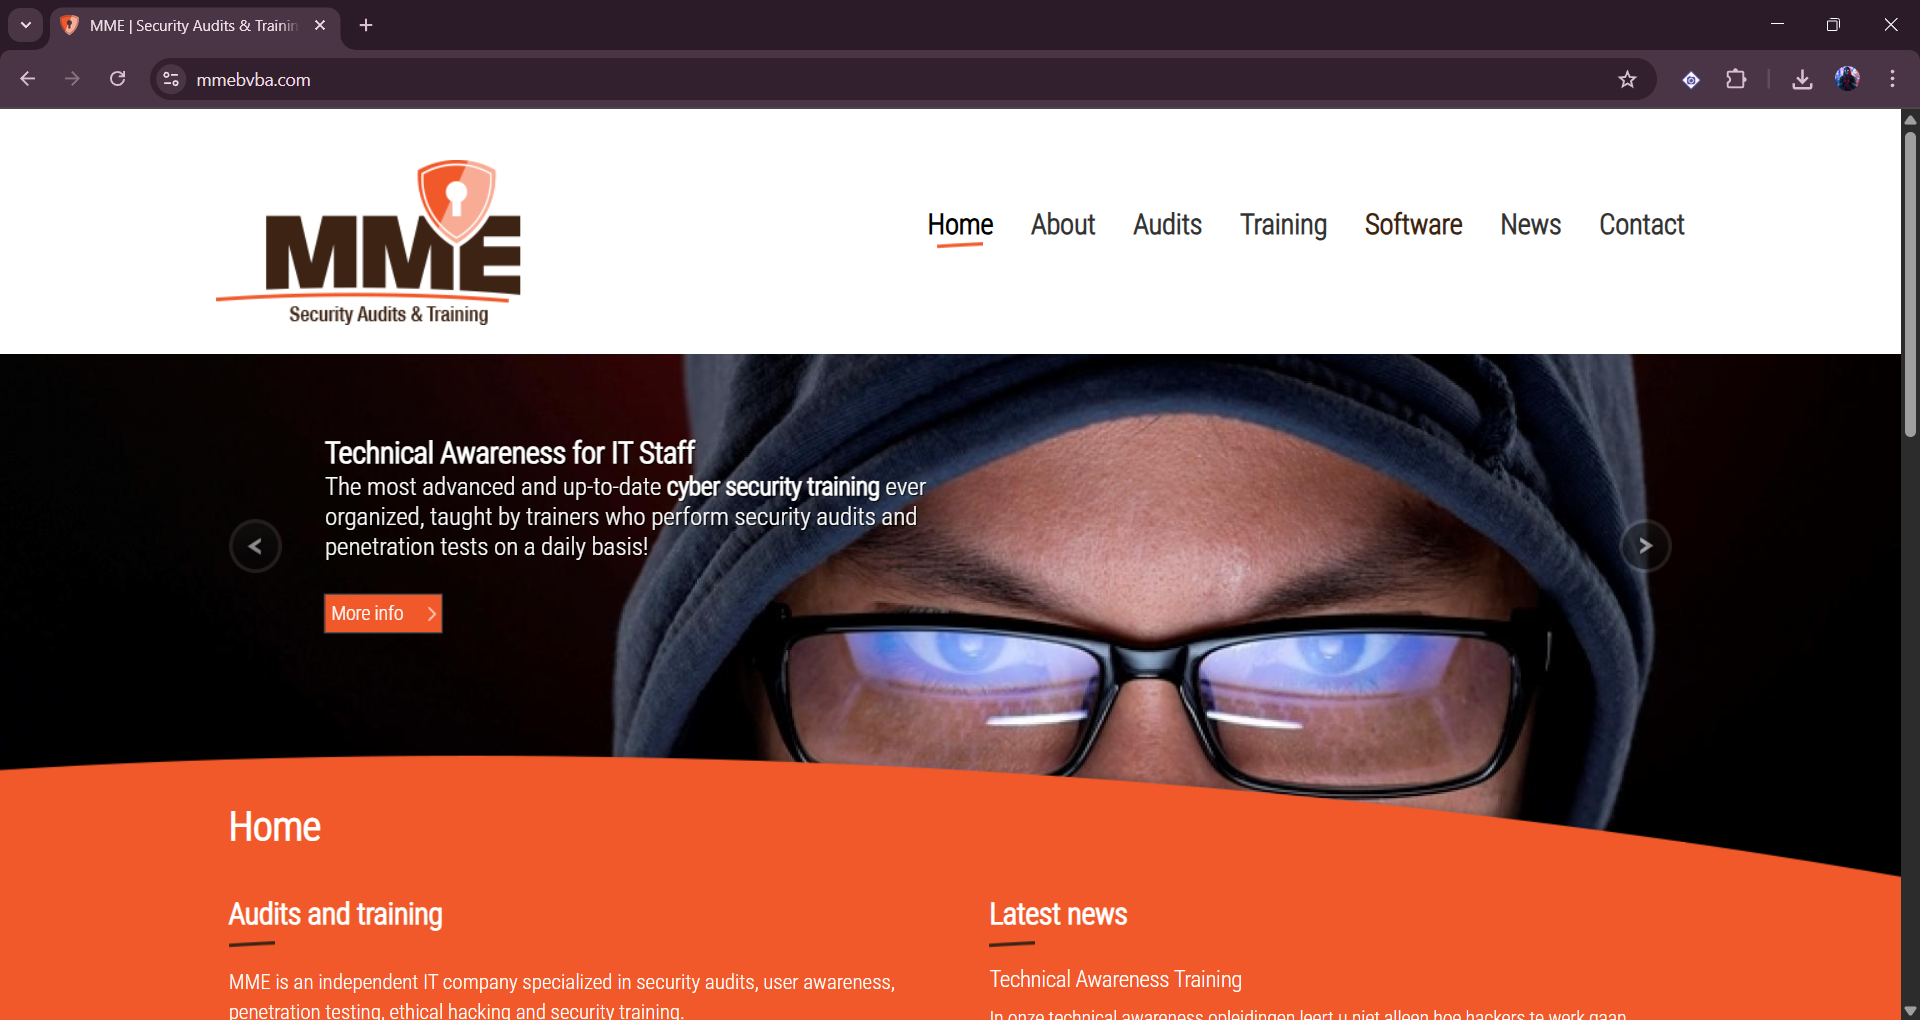 MME | Security Audits & Trainin
mmebvba.com
MME
Security Audits & Training
Home
About
Audits
Training
Software
News
Contact
Technical Awareness for IT Staff
The most advanced and up-to-date cyber security training ever
organized, taught by trainers who perform security audits and
penetration tests on a daily basis!
More info
Home
Audits and training
MME is an independent IT company specialized in security audits, user awareness,
penetration testing, ethical hacking and security training.
Latest news
Technical Awareness Training
In onze technical awareness opleidingen leert u niet alleen hoe hackers te werk gaan